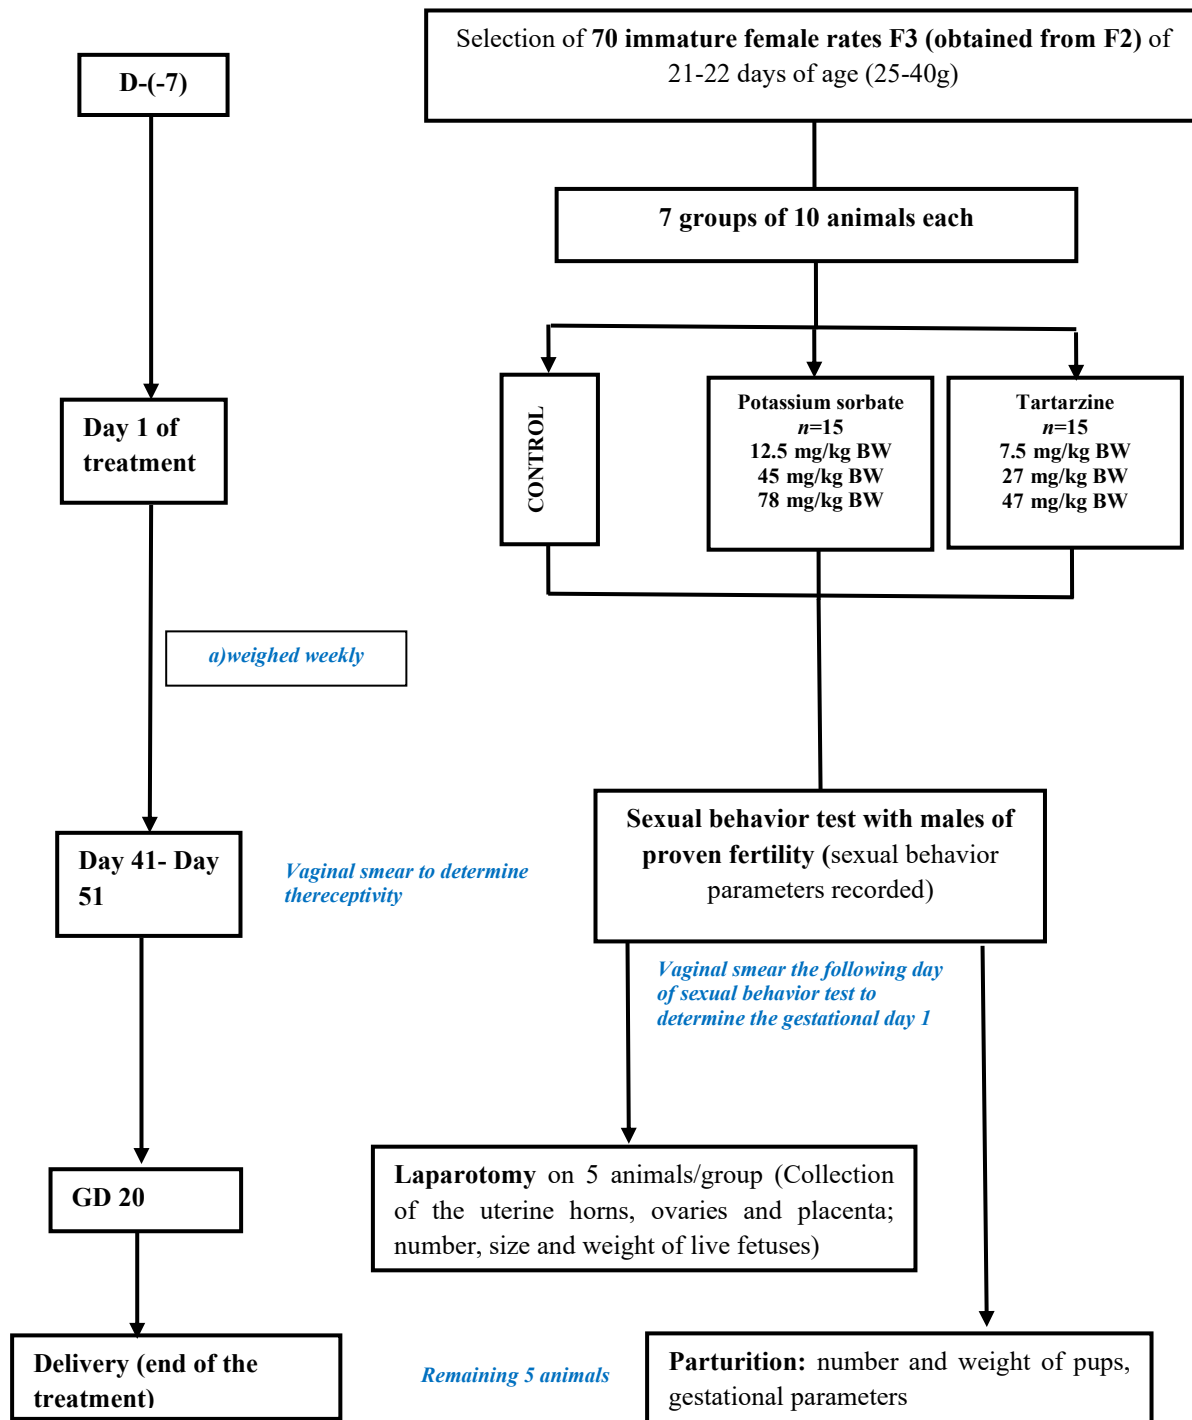 Selection of 70 immature female rates F3 (obtained from F2) of
21-22 days of age (25-40g)
D-(-7)
7 groups of 10 animals each
CONTROL
Potassium sorbate
n=15
12.5 mg/kg BW
45 mg/kg BW
78 mg/kg BW
Tartarzine
n=15
7.5 mg/kg BW
27 mg/kg BW
47 mg/kg BW
Day 1 of
treatment
a)weighed weekly
Sexual behavior test with males of
proven fertility (sexual behavior
parameters recorded)
Day 41- Day
51
Vaginal smear to determine
thereceptivity
Vaginal smear the following day
of sexual behavior test to
determine the gestational day 1
Laparotomy on 5 animals/group (Collection
of the uterine horns, ovaries and placenta;
number, size and weight of live fetuses)
GD 20
Delivery (end of the
treatment)
Remaining 5 animals
Parturition: number and weight of pups,
gestational parameters